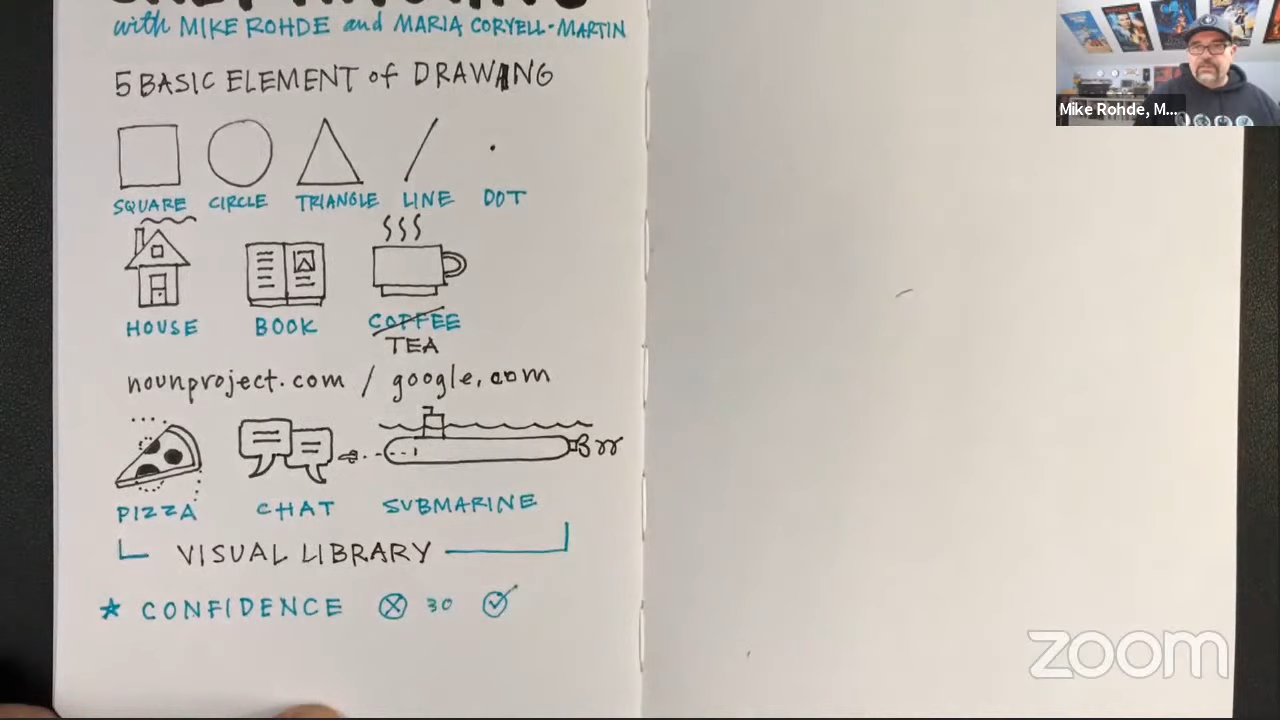 with MIKE ROHDE and MARIA CORYELL-MARTIN
5 BASIC ELEMENT of DRAWING
SQUARE CIRCLE TRIANGLE LINE DOT
HOUSE BOOK COFFEE
TEA
nounproject.com / google.com
PIZZA CHAT SUBMARINE
VISUAL LIBRARY
★ CONFIDENCE 30
Mike Rohde, M...
zoom